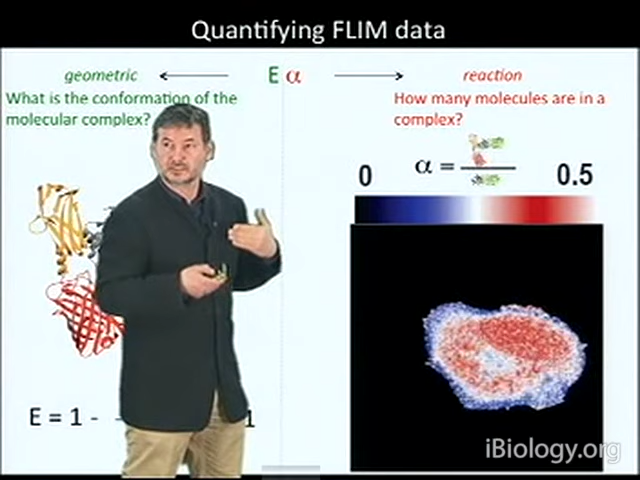 Quantifying FLIM data
geometric
E α
reaction
What is the conformation of the
molecular complex?
How many molecules are in a
complex?
α =
0
0.5
E = 1 -
1
iBiology.org